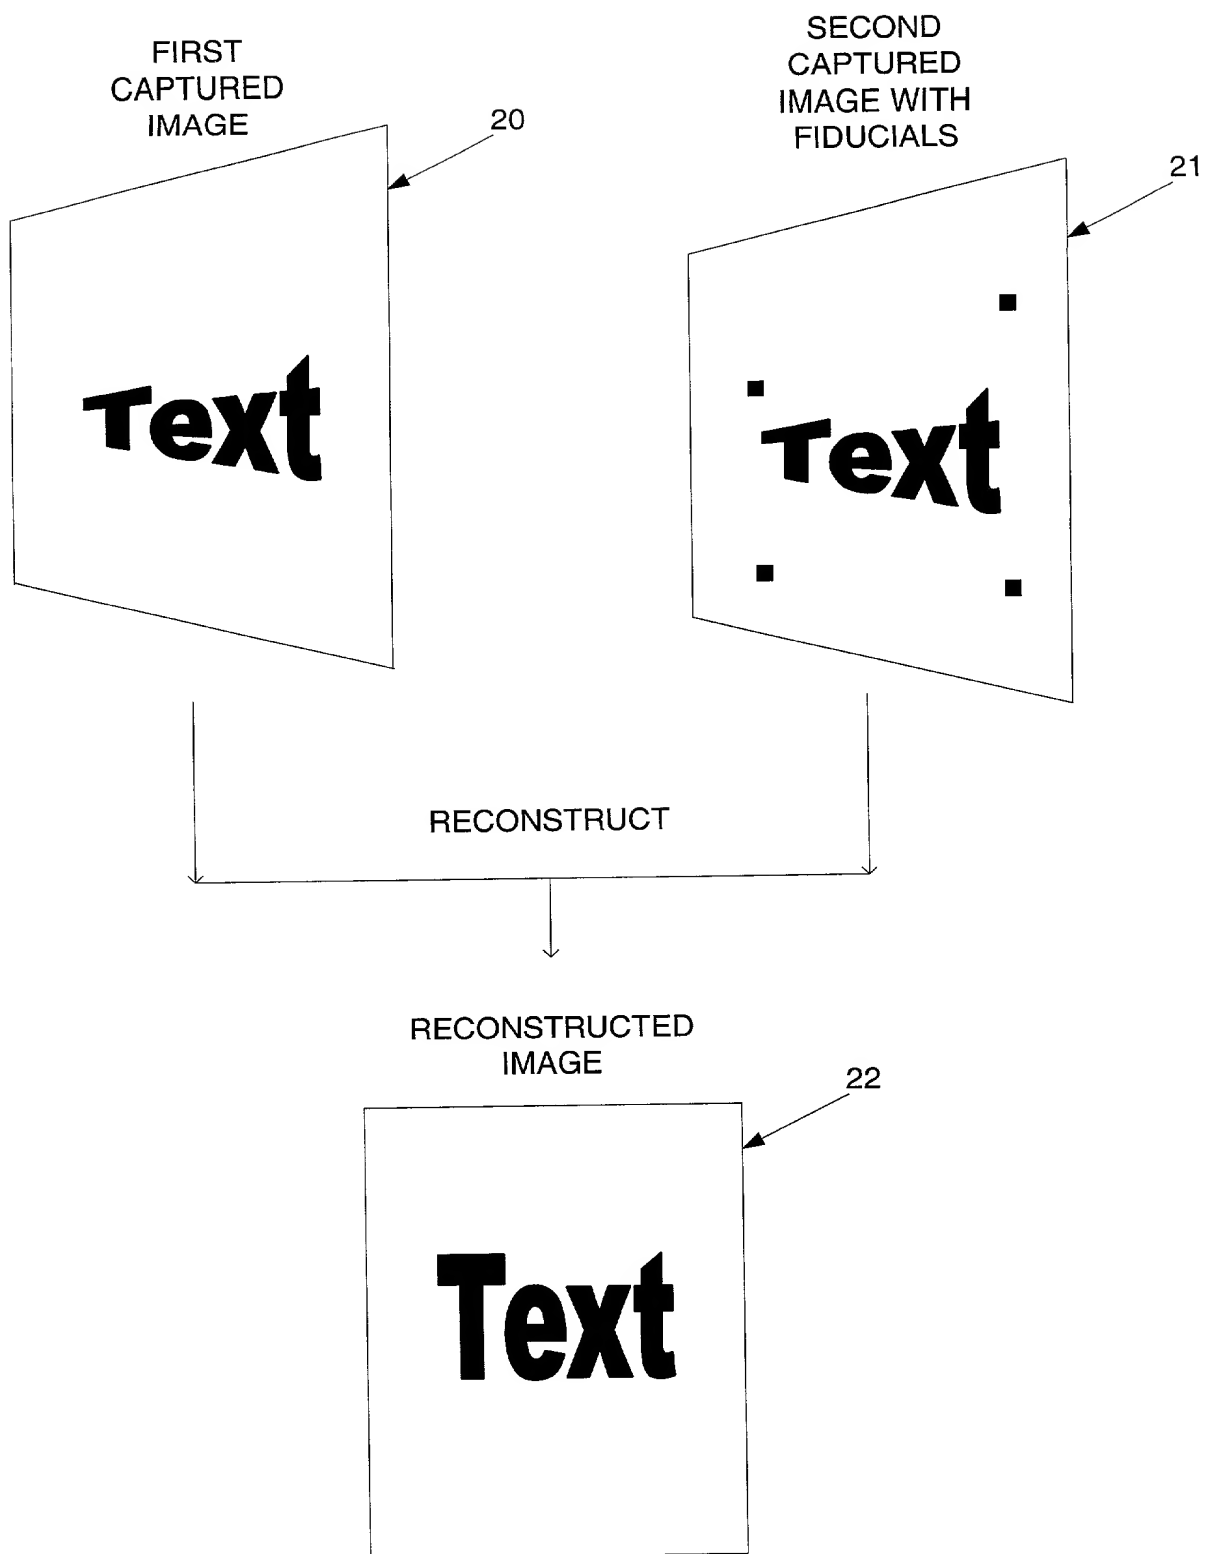 FIRST
CAPTURED
IMAGE
20
SECOND
CAPTURED
IMAGE WITH
FIDUCIALS
21
Text
Text
RECONSTRUCT
RECONSTRUCTED
IMAGE
22
Text